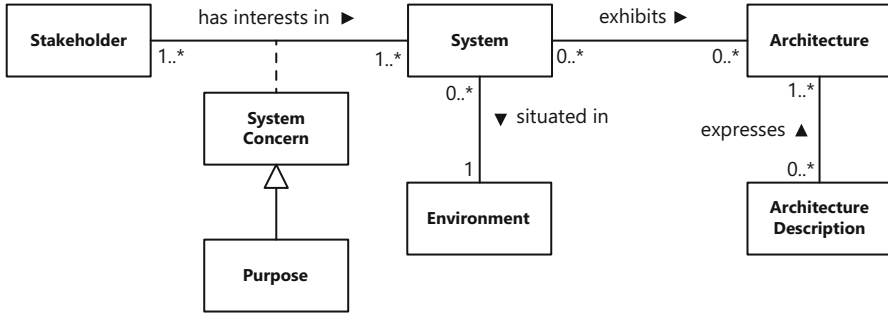 has interests in ►
exhibits ►
Stakeholder
System
Architecture
1..*
1..*
0..*
0..*
0..*
1..*
System
Concern
▼ situated in
expresses ▲
1
0..*
Environment
Architecture
Description
Purpose